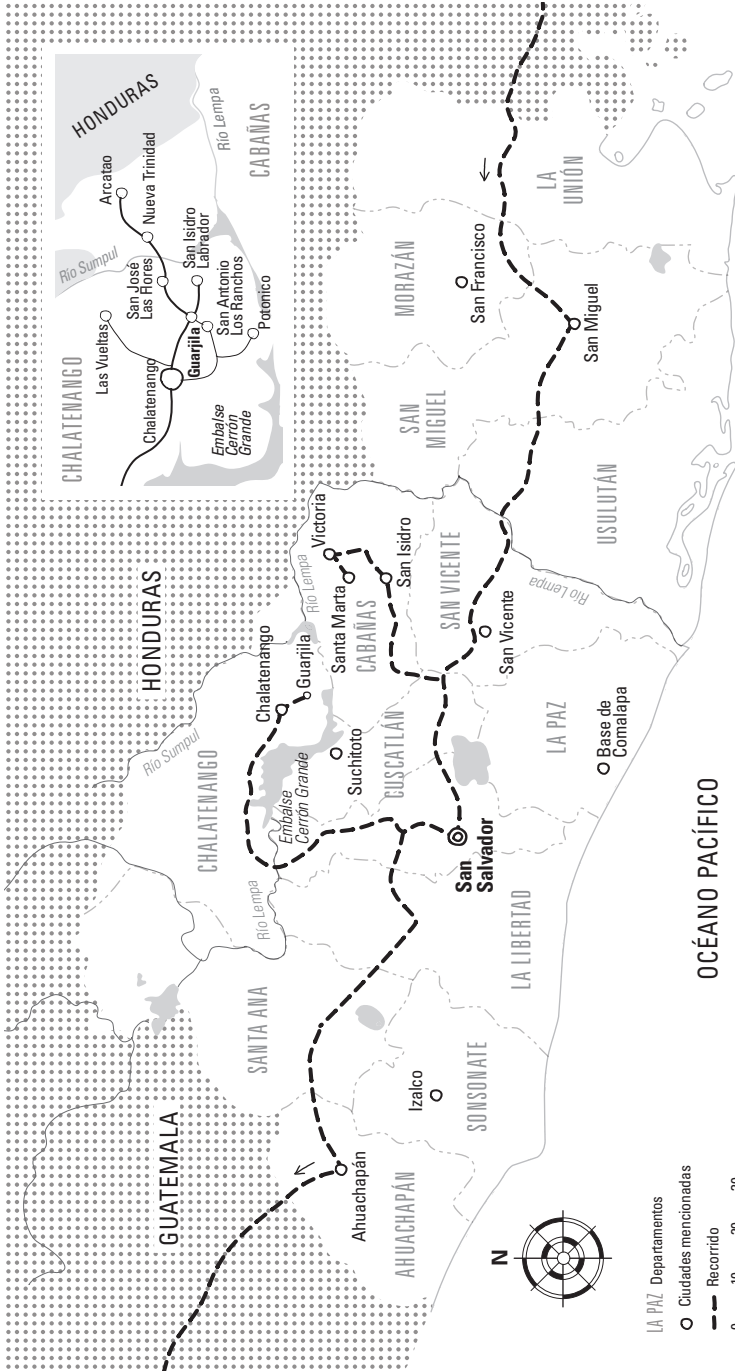 CHALATENANGO
HONDURAS
Arcatao
Nueva Trinidad
Río Sumpul
San José
Las Flores
San Isidro
Labrador
Río Lempa
CABAÑAS
Las Vueltas
Chalatenango
Guarjila
San Antonio
Los Ranchos
Potonico
Embalse
Cerrón
Grande
GUATEMALA
HONDURAS
Río Sumpul
CHALATENANGO
Chalatenango
Guarjila
Río Lempa
Victoria
Santa Marta
CABAÑAS
San Isidro
Embalse
Cerrón Grande
Suchitoto
CUSCATLÁN
Río Lempa
SANTA ANA
SAN
MIGUEL
MORAZÁN
San Francisco
LA
UNIÓN
San Miguel
SAN VICENTE
San Vicente
Río Lempa
USULUTÁN
San
Salvador
LA PAZ
Base de
Comalapa
LA LIBERTAD
Izalco
SONSONATE
Ahuachapán
AHUACHAPÁN
OCÉANO PACÍFICO
N
LA PAZ Departamentos
Ciudades mencionadas
Recorrido